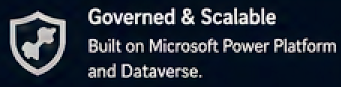 Governed & Scalable
Built on Microsoft Power Platform
and Dataverse.